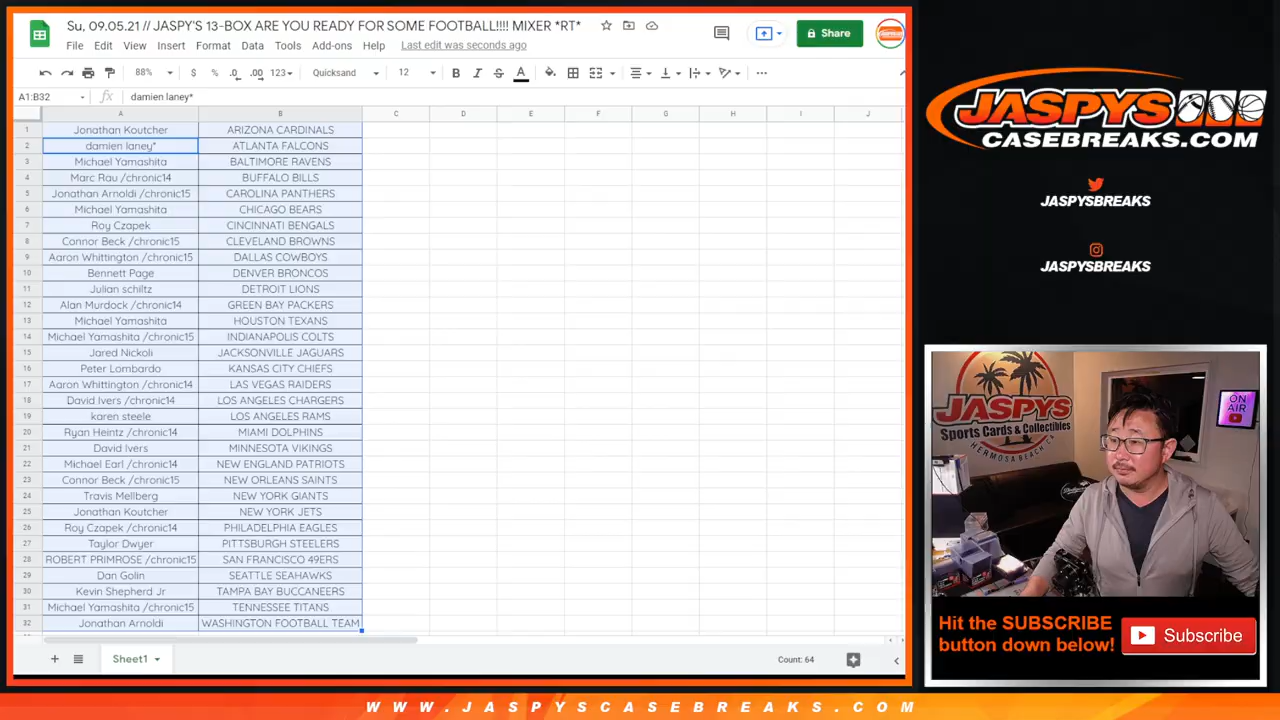 Su, 09.05.21 // JASPY'S 13-BOX ARE YOU READY FOR SOME FOOTBALL!!!! MIXER *RT*
File Edit View Insert Format Data Tools Add-ons Help Last edit was seconds ago
Share
88% $ % .0 .00 123 Quicksand 12 B I S A
A1:B32 fx damien laney*
A B C D E F G H I J
1 Jonathan Koutcher ARIZONA CARDINALS
2 damien laney* ATLANTA FALCONS
3 Michael Yamashita BALTIMORE RAVENS
4 Marc Rau /chronic14 BUFFALO BILLS
5 Jonathan Arnoldi /chronic15 CAROLINA PANTHERS
6 Michael Yamashita CHICAGO BEARS
7 Roy Czapek CINCINNATI BENGALS
8 Connor Beck /chronic15 CLEVELAND BROWNS
9 Aaron Whittington /chronic15 DALLAS COWBOYS
10 Bennett Page DENVER BRONCOS
11 Julian schiltz DETROIT LIONS
12 Alan Murdock /chronic14 GREEN BAY PACKERS
13 Michael Yamashita HOUSTON TEXANS
14 Michael Yamashita /chronic15 INDIANAPOLIS COLTS
15 Jared Nickoli JACKSONVILLE JAGUARS
16 Peter Lombardo KANSAS CITY CHIEFS
17 Aaron Whittington /chronic14 LAS VEGAS RAIDERS
18 David Ivers /chronic14 LOS ANGELES CHARGERS
19 karen steele LOS ANGELES RAMS
20 Ryan Heintz /chronic14 MIAMI DOLPHINS
21 David Ivers MINNESOTA VIKINGS
22 Michael Earl /chronic14 NEW ENGLAND PATRIOTS
23 Connor Beck /chronic15 NEW ORLEANS SAINTS
24 Travis Mellberg NEW YORK GIANTS
25 Jonathan Koutcher NEW YORK JETS
26 Roy Czapek /chronic14 PHILADELPHIA EAGLES
27 Taylor Dwyer PITTSBURGH STEELERS
28 ROBERT PRIMROSE /chronic15 SAN FRANCISCO 49ERS
29 Dan Golin SEATTLE SEAHAWKS
30 Kevin Shepherd Jr TAMPA BAY BUCCANEERS
31 Michael Yamashita /chronic15 TENNESSEE TITANS
32 Jonathan Arnoldi WASHINGTON FOOTBALL TEAM
Sheet1
Count: 64
JASPYS
CASEBREAKS.COM
JASPYSBREAKS
JASPYSBREAKS
JASPYS
Sports Cards & Collectibles
HERMOSA BEACH, CA
ON
AIR
Hit the SUBSCRIBE
button down below!
Subscribe
WWW.JASPYSCASEBREAKS.COM